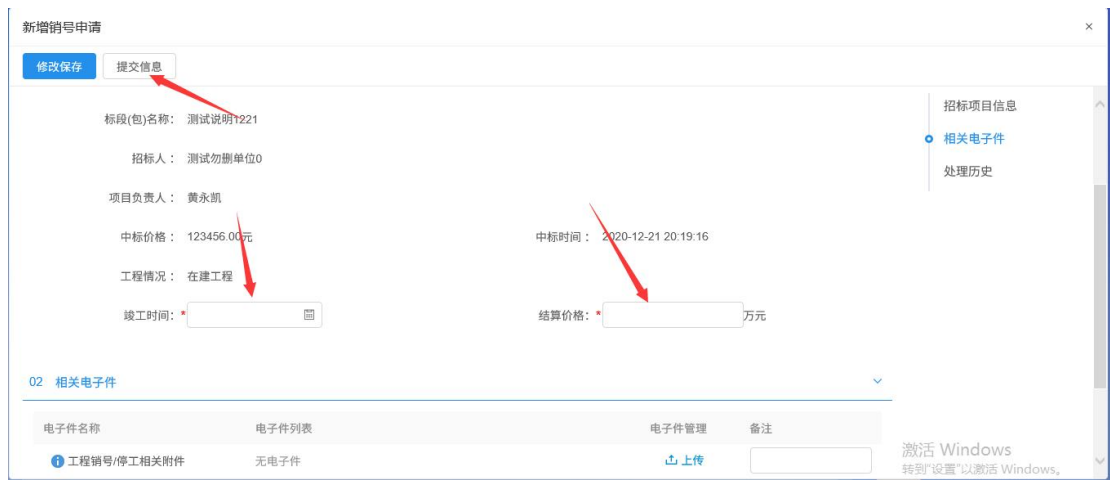 新增销号申请
×
修改保存 提交信息
招标项目信息
标段(包)名称： 测试说明1221
相关电子件
招标人： 测试勿删单位0
处理历史
项目负责人： 黄永凯
中标价格： 123456.00元 中标时间： 2020-12-21 20:19:16
工程情况： 在建工程
竣工时间：* 结算价格：* 万元
02 相关电子件
电子件名称 电子件列表 电子件管理 备注
工程销号/停工相关附件 无电子件 上传
激活 Windows
转到"设置"以激活 Windows。